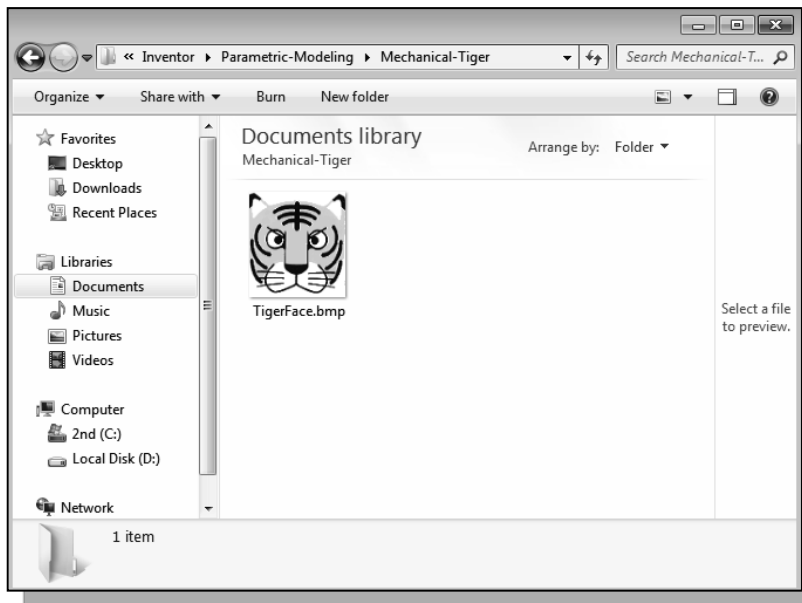 « Inventor ▸ Parametric-Modeling ▸ Mechanical-Tiger
Search Mechanical-T...
Organize ▾ Share with ▾ Burn New folder
Favorites
Desktop
Downloads
Recent Places
Libraries
Documents
Music
Pictures
Videos
Computer
2nd (C:)
Local Disk (D:)
Network
Documents library
Mechanical-Tiger
Arrange by: Folder ▾
TigerFace.bmp
Select a file
to preview.
1 item